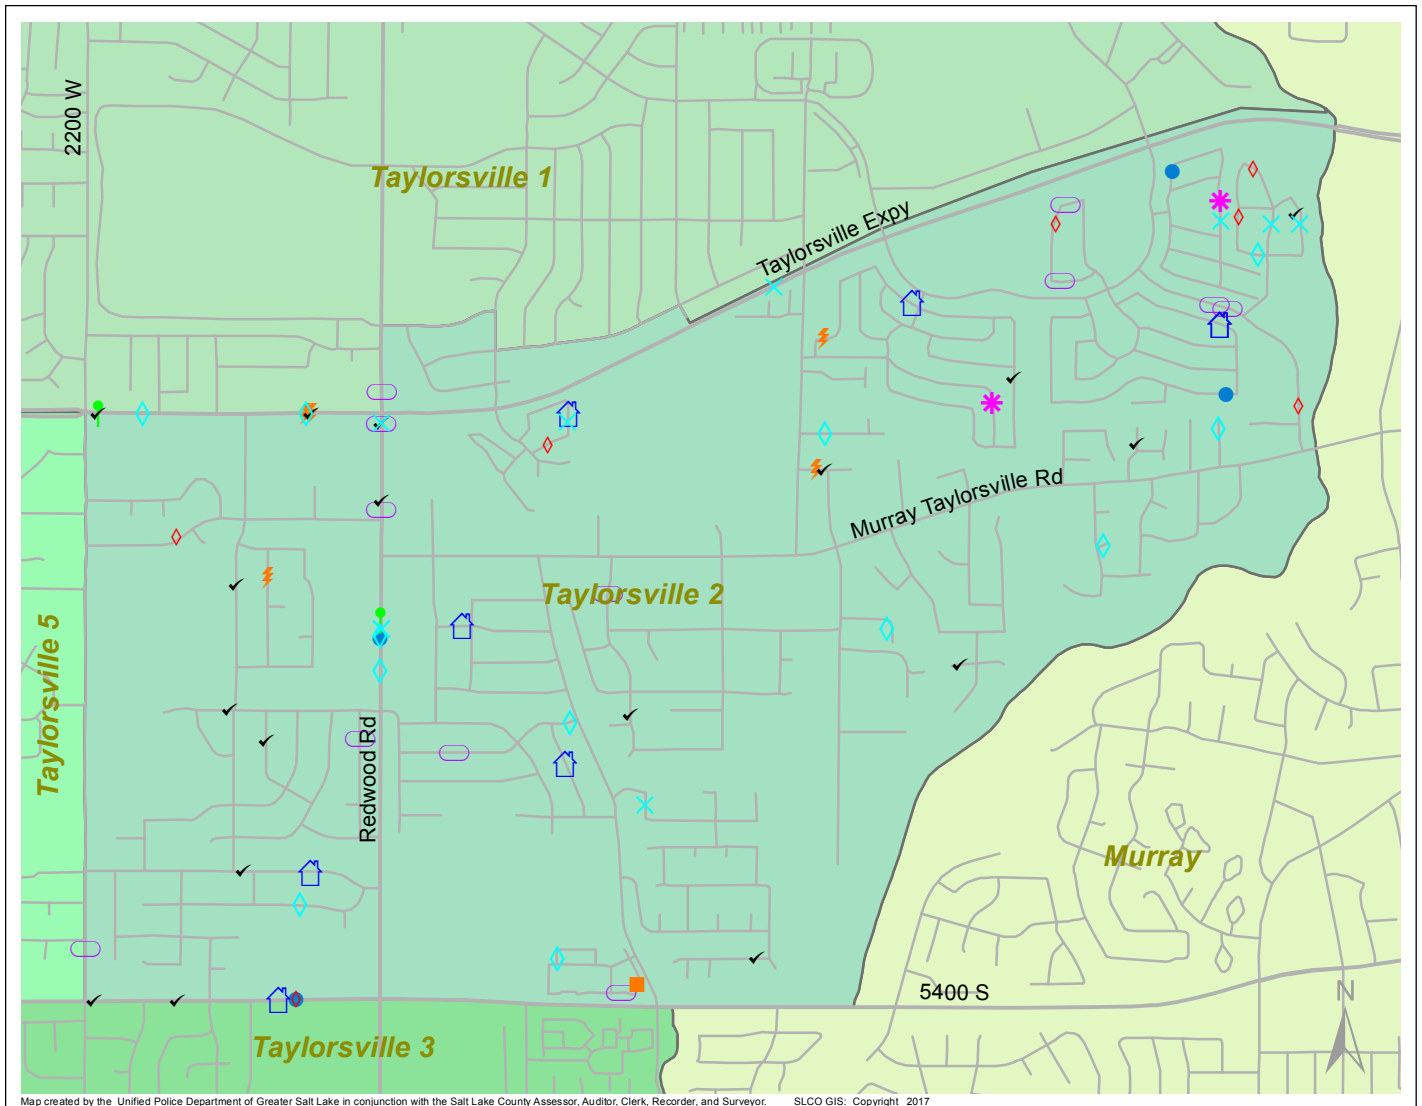 2200 W
Taylorsville 1
Taylorsville Expy
Murray Taylorsville Rd
Taylorsville 2
Taylorsville 5
Redwood Rd
Murray
5400 S
N
Taylorsville 3
Map created by the Unified Police Department of Greater Salt Lake in conjunction with the Salt Lake County Assessor, Auditor, Clerk, Recorder, and Surveyor. SLCO GIS: Copyright 2017